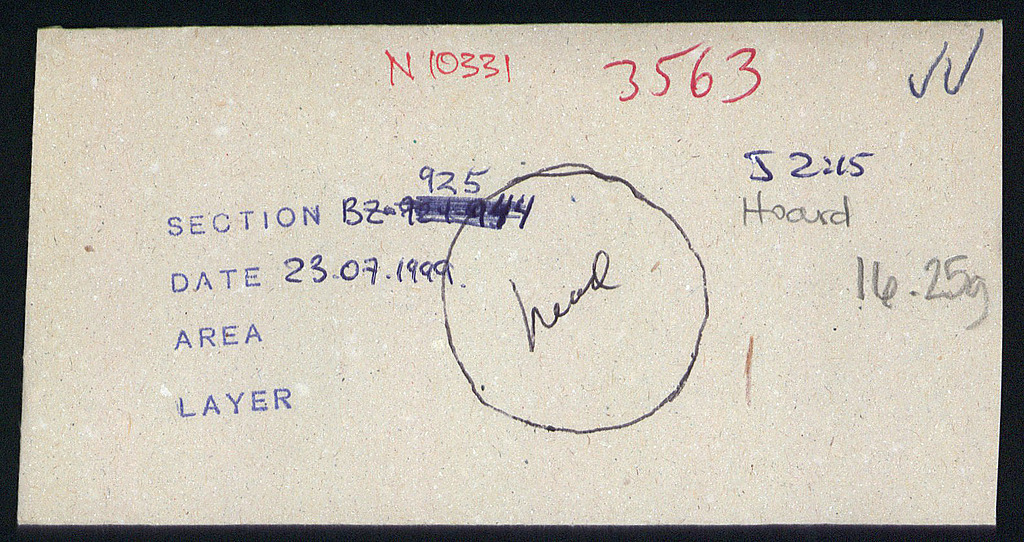 N 10331 3563
925 J 2:15
SECTION BZ- Hoard
DATE 23.07.1999. 16.25g
head
AREA
LAYER